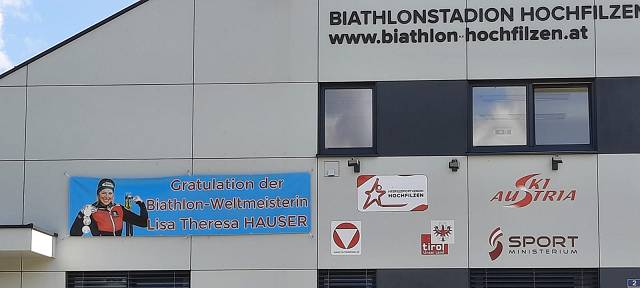 BIATHLONSTADION HOCHFILZEN
www.biathlon-hochfilzen.at
Gratulation der
Biathlon-Weltmeisterin
Lisa Theresa HAUSER
HOCHFILZEN
SKI
AUSTRIA
tirol
SPORT
MINISTERIUM
2